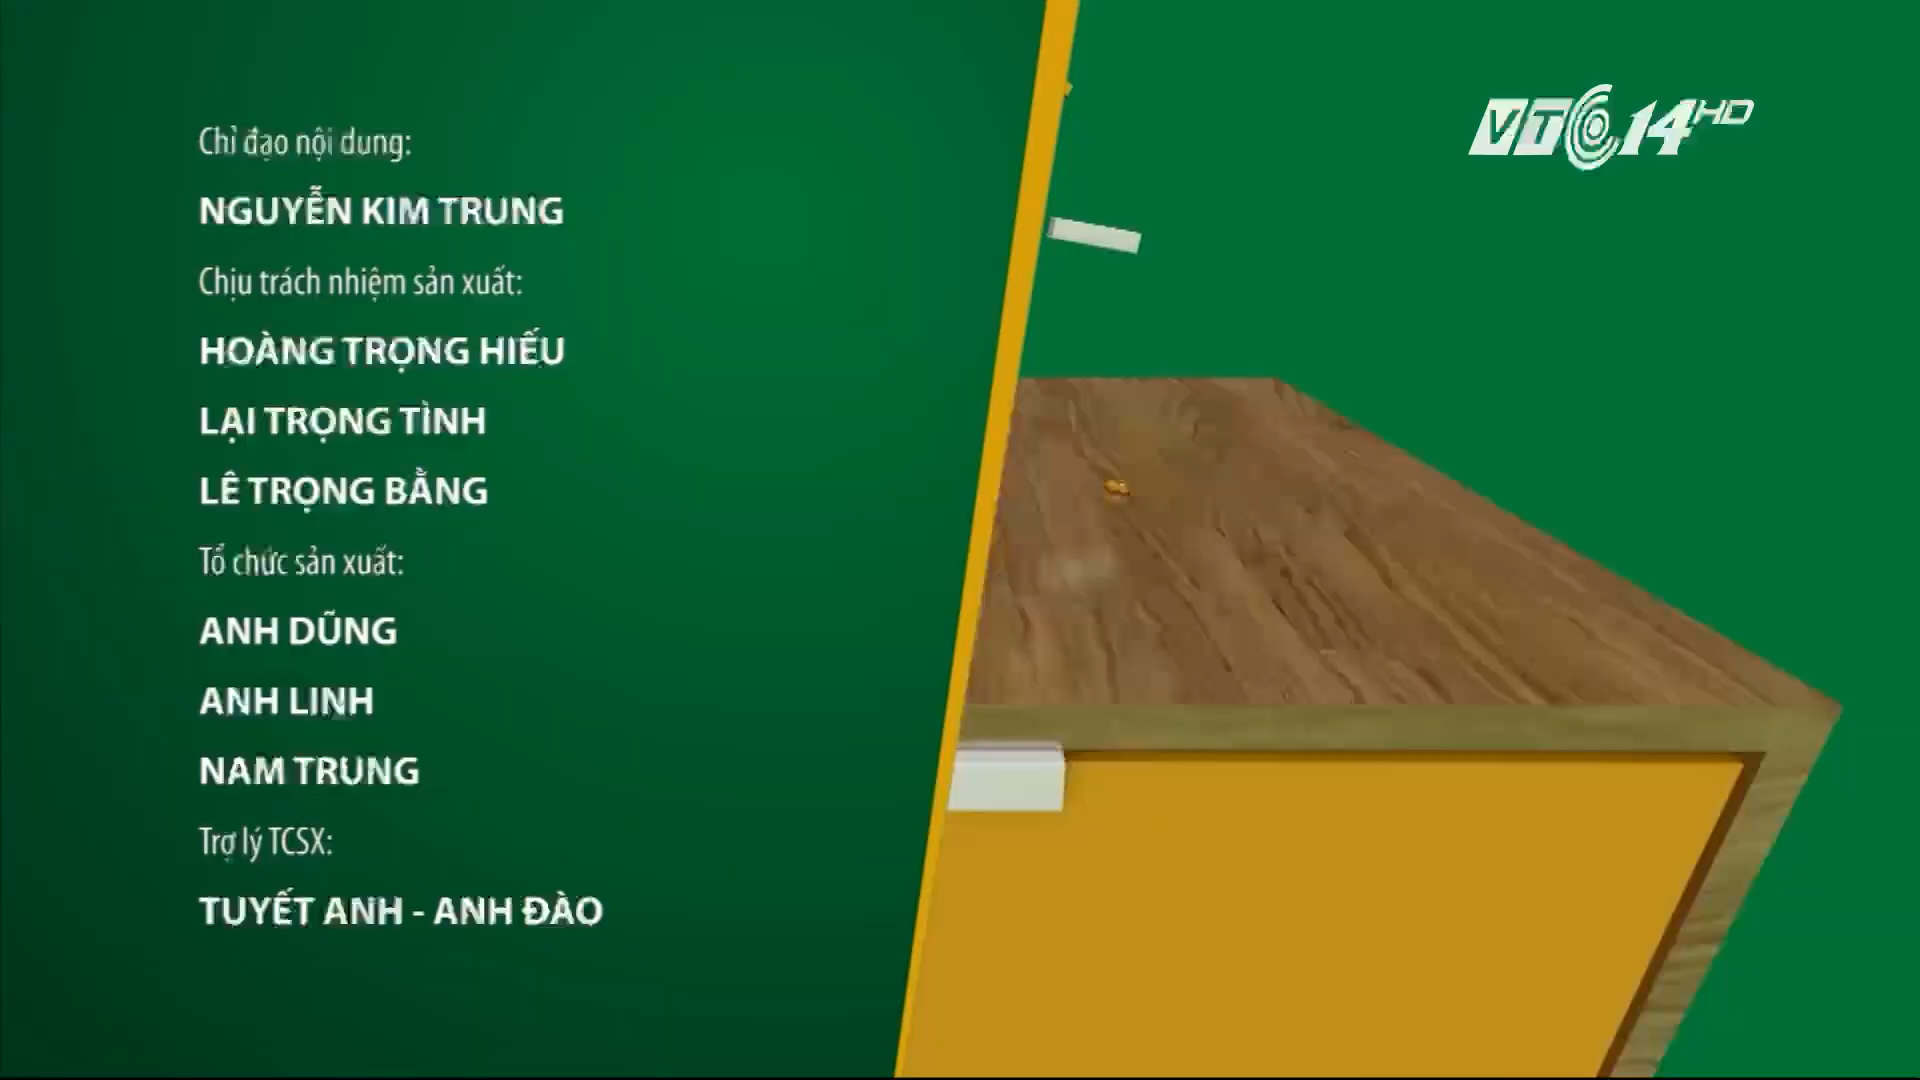 Chỉ đạo nội dung:
NGUYỄN KIM TRUNG
Chịu trách nhiệm sản xuất:
HOÀNG TRỌNG HIẾU
LẠI TRỌNG TÌNH
LÊ TRỌNG BẰNG
Tổ chức sản xuất:
ANH DŨNG
ANH LINH
NAM TRUNG
Trợ lý TCSX:
TUYẾT ANH - ANH ĐÀO
VTC14 HD